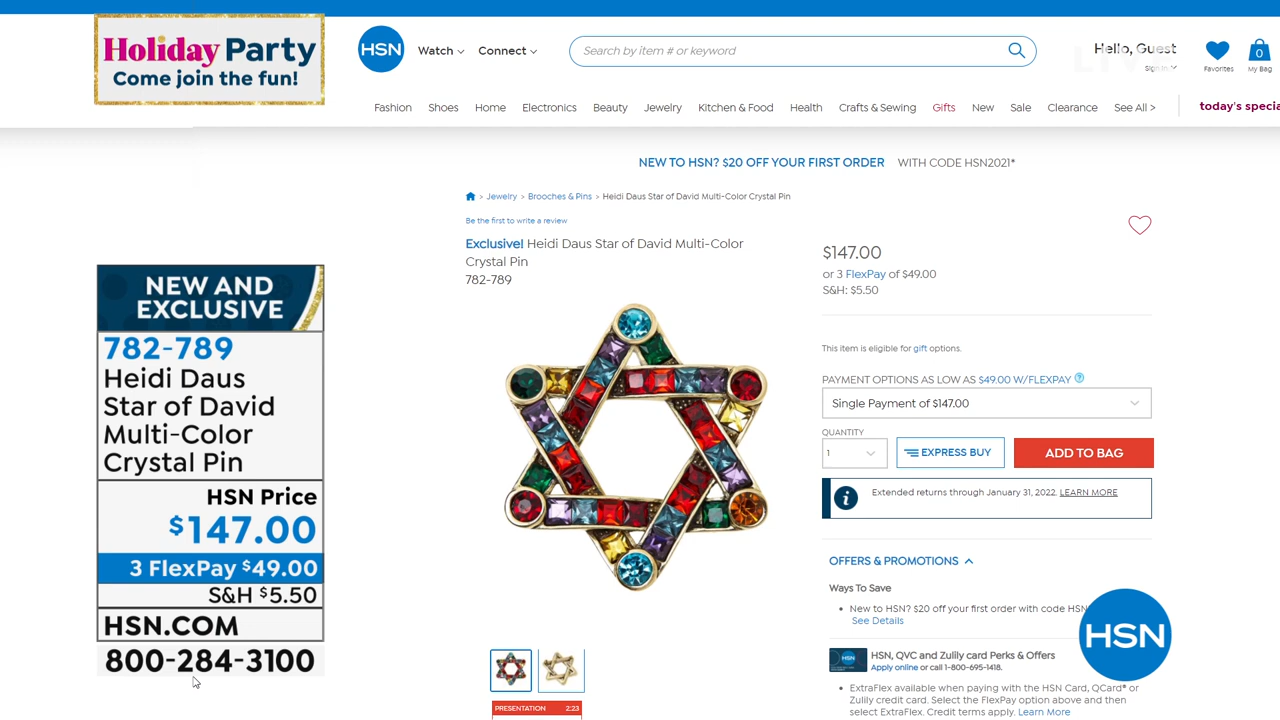 Holiday Party
Come join the fun!
HSN
Watch
Connect
Search by item # or keyword
Hello, Guest
Sign In
LIVE
Favorites
0
My Bag
Fashion
Shoes
Home
Electronics
Beauty
Jewelry
Kitchen & Food
Health
Crafts & Sewing
Gifts
New
Sale
Clearance
See All >
today's specia
NEW TO HSN? $20 OFF YOUR FIRST ORDER WITH CODE HSN2021*
> Jewelry > Brooches & Pins > Heidi Daus Star of David Multi-Color Crystal Pin
Be the first to write a review
Exclusive! Heidi Daus Star of David Multi-Color
Crystal Pin
782-789
$147.00
or 3 FlexPay of $49.00
S&H: $5.50
This item is eligible for gift options.
PAYMENT OPTIONS AS LOW AS $49.00 W/FLEXPAY ?
Single Payment of $147.00
QUANTITY
1
EXPRESS BUY
ADD TO BAG
i
Extended returns through January 31, 2022. LEARN MORE
OFFERS & PROMOTIONS
Ways To Save
• New to HSN? $20 off your first order with code HSN
See Details
HSN
HSN, QVC and Zulily card Perks & Offers
Apply online or call 1-800-695-1418.
• ExtraFlex available when paying with the HSN Card, QCard® or
Zulily credit card. Select the FlexPay option above and then
select ExtraFlex. Credit terms apply. Learn More
HSN
PRESENTATION 2:23
NEW AND
EXCLUSIVE
782-789
Heidi Daus
Star of David
Multi-Color
Crystal Pin
HSN Price
$147.00
3 FlexPay $49.00
S&H $5.50
HSN.COM
800-284-3100